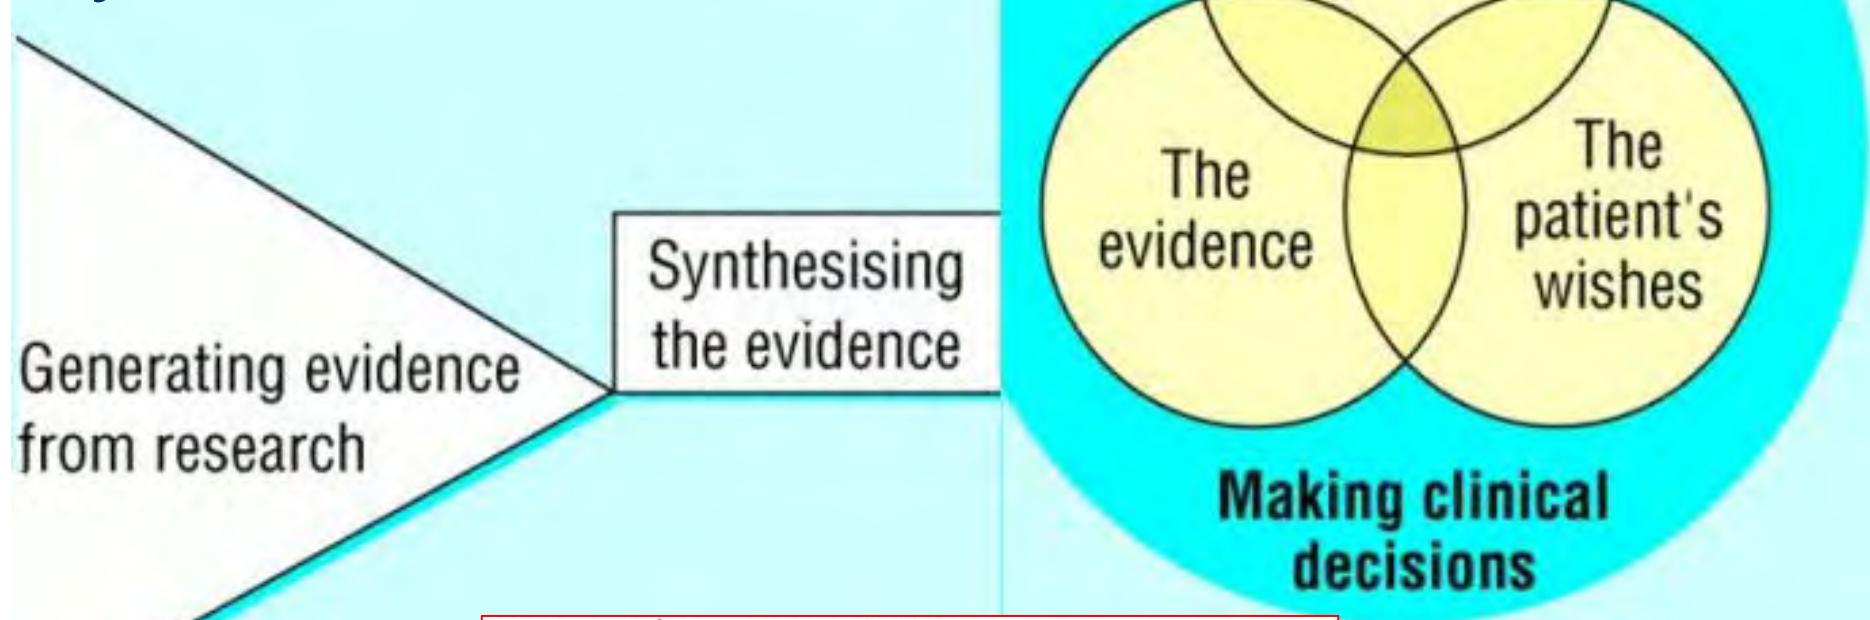 Generating evidence
from research
Synthesising
the evidence
The
evidence
The
patient's
wishes
Making clinical
decisions